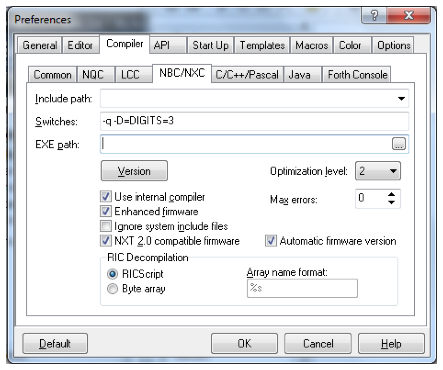 Preferences
General Editor Compiler API Start Up Templates Macros Color Options
Common NQC LCC NBC/NXC C/C++/Pascal Java Forth Console
Include path:
Switches: -q -D=DIGITS=3
EXE path: ...
Version Optimization level: 2
Use internal compiler Max errors: 0
Enhanced firmware
Ignore system include files
NXT 2.0 compatible firmware Automatic firmware version
RIC Decompilation
RICScript Array name format:
Byte array %s
Default OK Cancel Help